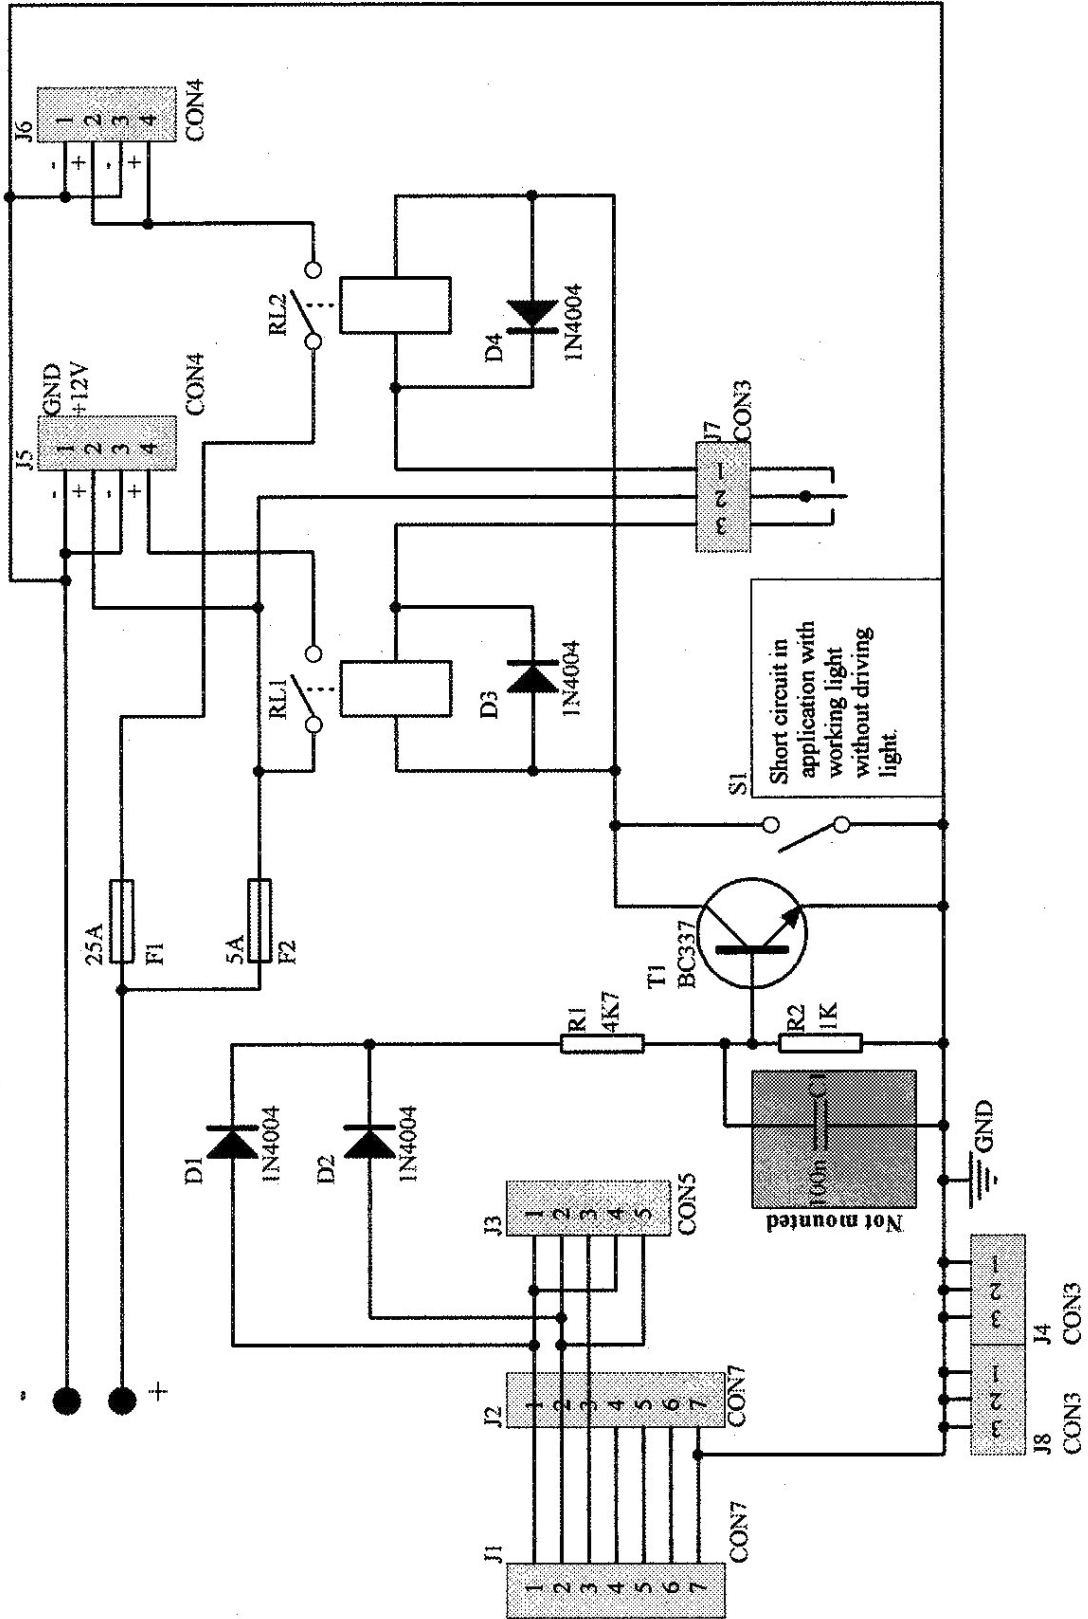 J6
1
2
3
4
CON4
-
+
-
+
J5
GND
+12V
1
2
3
4
CON4
-
+
-
+
RL2
D4
1N4004
J7
CON3
1
2
3
RL1
D3
1N4004
Short circuit in
application with
working light
without driving
light.
S1
25A
F1
5A
F2
T1
BC337
R1
4K7
R2
1K
D1
1N4004
D2
1N4004
100n
C1
Not mounted
GND
J3
1
2
3
4
5
CON5
-
+
J2
1
2
3
4
5
6
7
CON7
J1
1
2
3
4
5
6
7
CON7
1
2
3
J4
CON3
1
2
3
J8
CON3